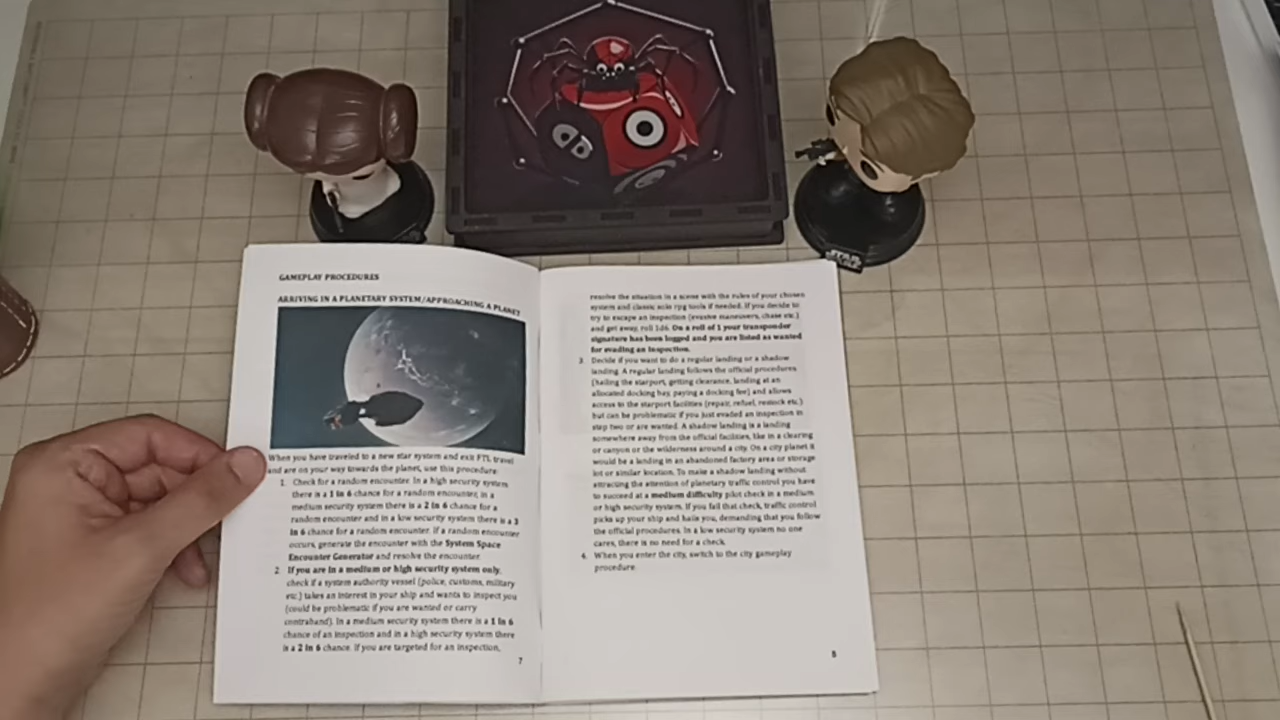 STAR
WARS
GAMEPLAY PROCEDURES
ARRIVING IN A PLANETARY SYSTEM/APPROACHING A PLANET
When you have traveled to a new star system and exit FTL travel
and are on your way towards the planet, use this procedure:
1. Check for a random encounter. In a high security system
there is a 1 in 6 chance for a random encounter, in a
medium security system there is a 2 in 6 chance for a
random encounter and in a low security system there is a 3
in 6 chance for a random encounter. If a random encounter
occurs, generate the encounter with the System Space
Encounter Generator and resolve the encounter.
2. If you are in a medium or high security system only,
check if a system authority vessel (police, customs, military
etc.) takes an interest in your ship and wants to inspect you
(could be problematic if you are wanted or carry
contraband). In a medium security system there is a 1 in 6
chance of an inspection and in a high security system there
is a 2 in 6 chance. If you are targeted for an inspection,
7
resolve the situation in a scene with the rules of your chosen
system and classic solo rpg tools if needed. If you decide to
try to escape an inspection (evasive maneuvers, chase etc.)
and get away, roll 1d6. On a roll of 1 your transponder
signature has been logged and you are listed as wanted
for evading an inspection.
3. Decide if you want to do a regular landing or a shadow
landing. A regular landing follows the official procedures
(hailing the starport, getting clearance, landing at an
allocated docking bay, paying a docking fee) and allows
access to the starport facilities (repair, refuel, restock etc.)
but can be problematic if you just evaded an inspection in
step two or are wanted. A shadow landing is a landing
somewhere away from the official facilities, like in a clearing
or canyon or the wilderness around a city. On a city planet it
would be a landing in an abandoned factory area or storage
lot or similar location. To make a shadow landing without
attracting the attention of planetary traffic control you have
to succeed at a medium difficulty pilot check in a medium
or high security system. If you fail that check, traffic control
picks up your ship and hails you, demanding that you follow
the official procedures. In a low security system no one
cares, there is no need for a check.
4. When you enter the city, switch to the city gameplay
procedure.
8